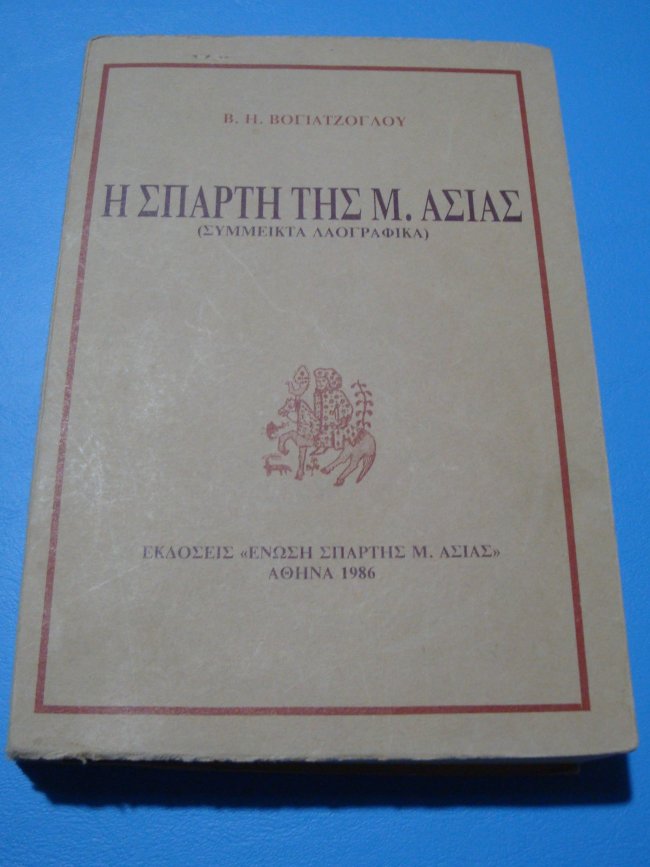 Β. Η. ΒΟΓΙΑΤΖΟΓΛΟΥ
Η ΣΠΑΡΤΗ ΤΗΣ Μ. ΑΣΙΑΣ
(ΣΥΜΜΕΙΚΤΑ ΛΑΟΓΡΑΦΙΚΑ)
ΕΚΔΟΣΕΙΣ «ΕΝΩΣΗ ΣΠΑΡΤΗΣ Μ. ΑΣΙΑΣ»
ΑΘΗΝΑ 1986